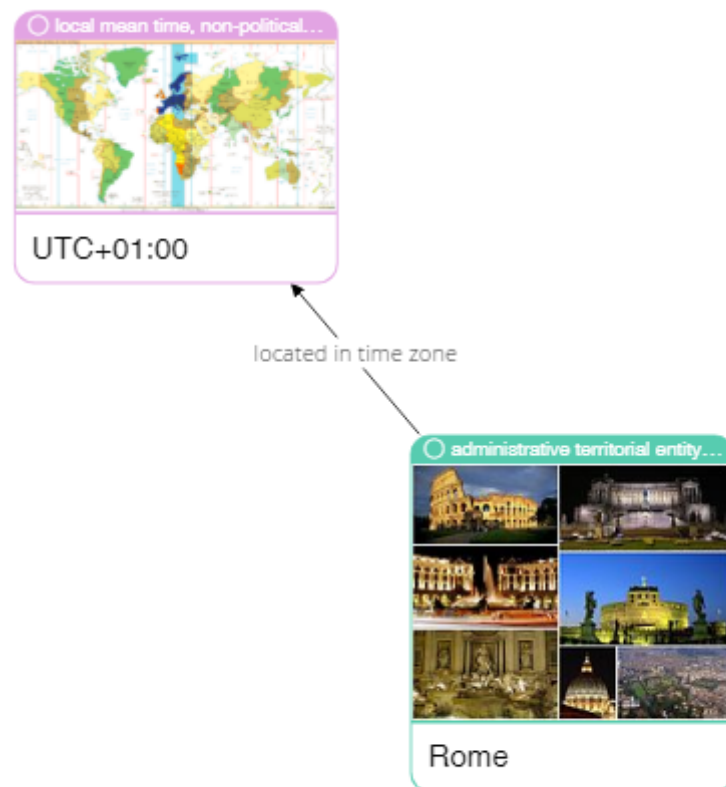 local mean time, non-political...
UTC+01:00
located in time zone
administrative territorial entity...
Rome